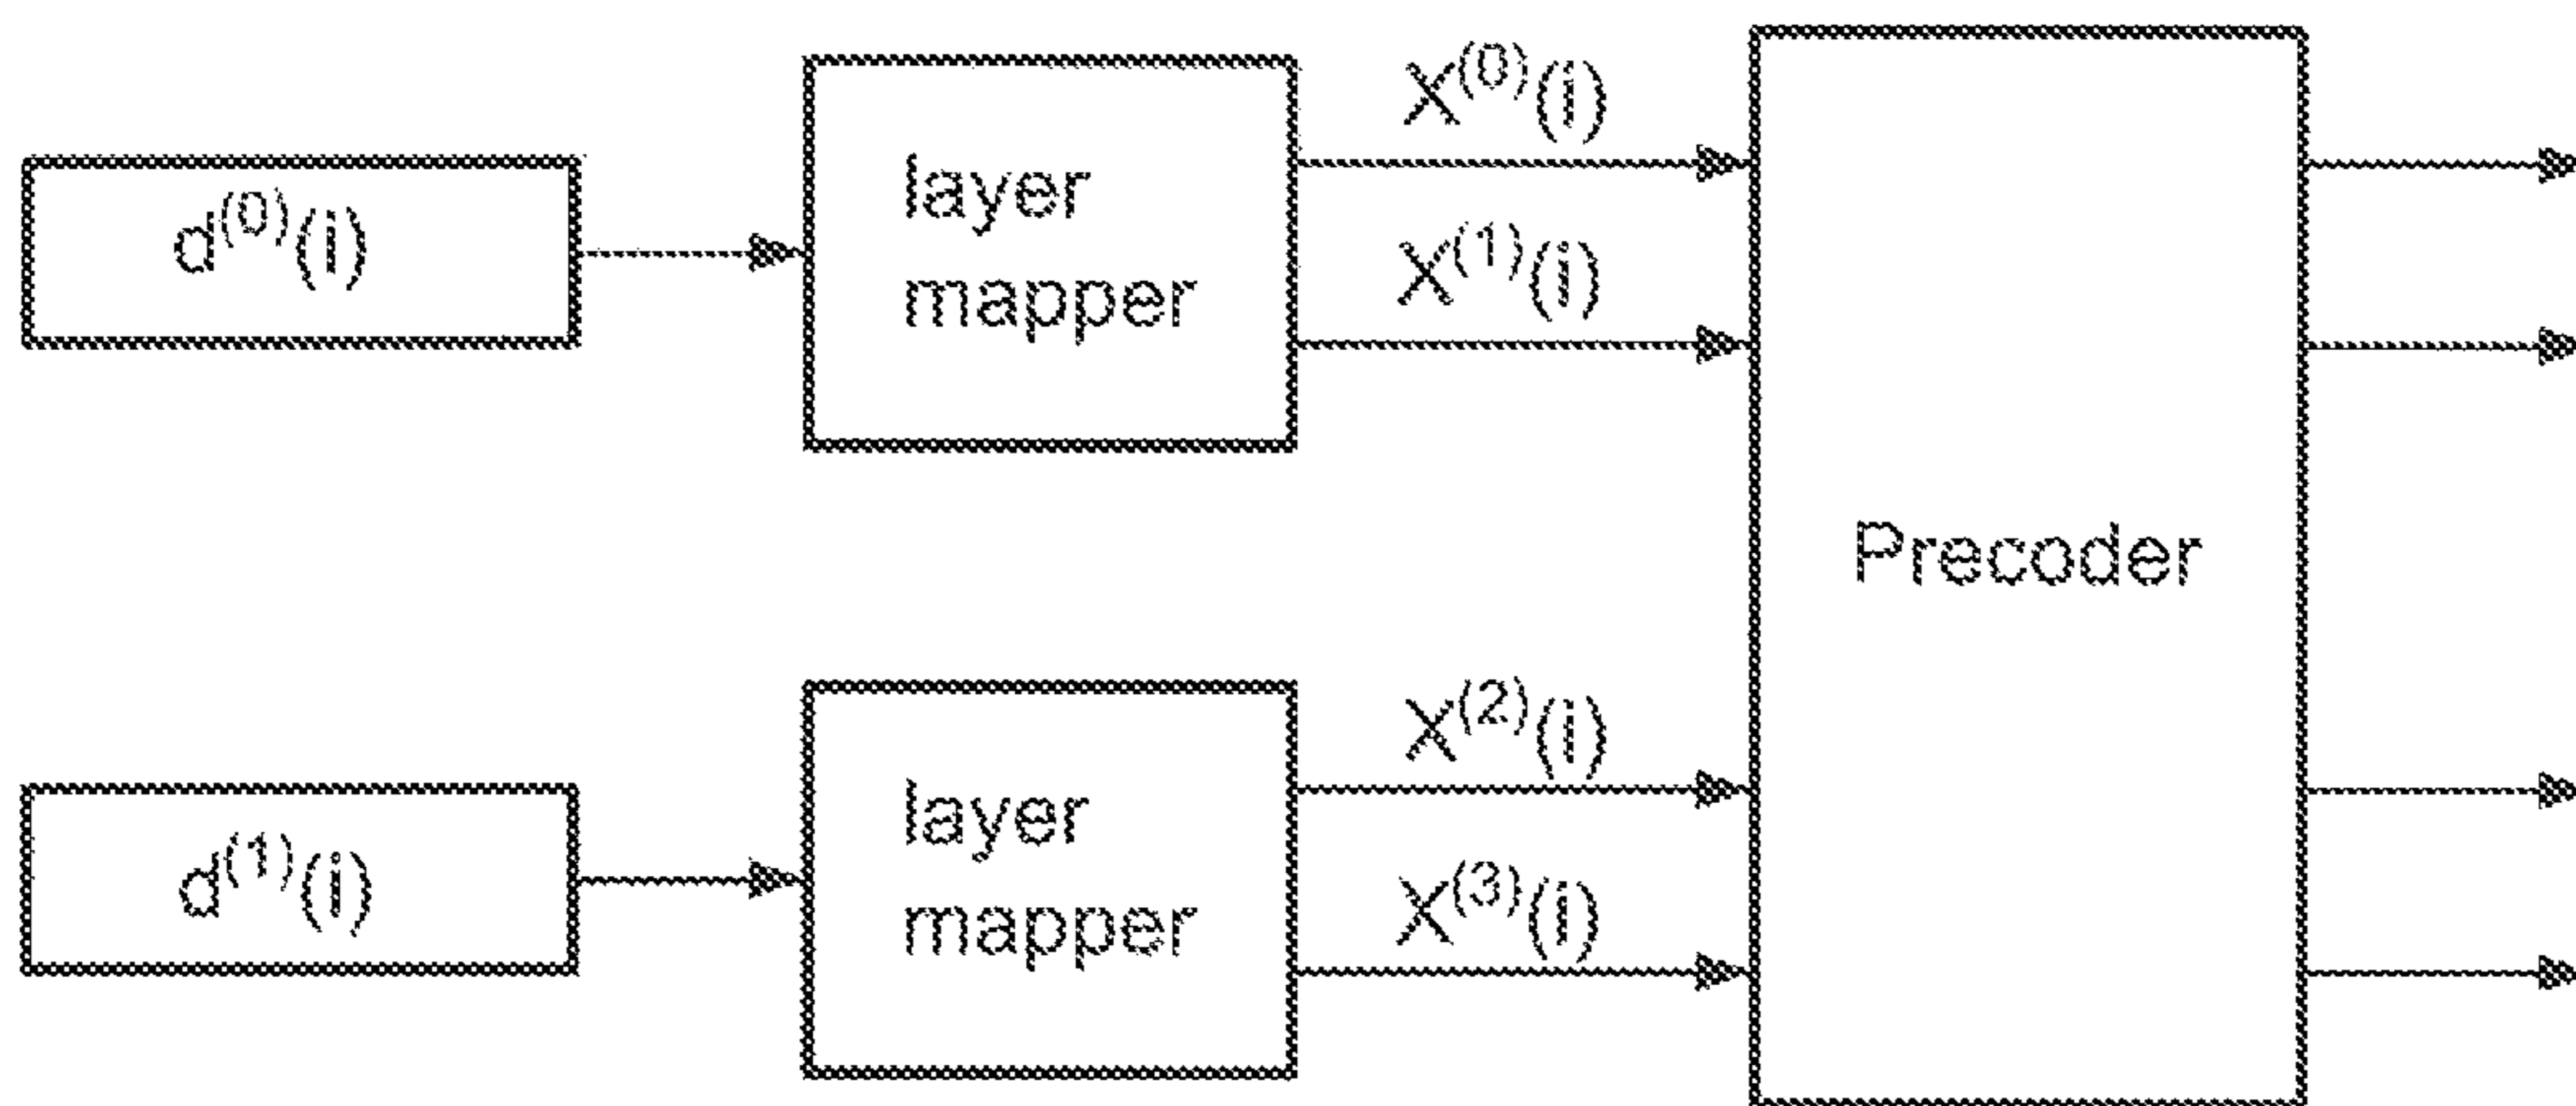 d^(0)(i)
layer
mapper
X^(0)(i)
X^(1)(i)
Precoder
d^(1)(i)
layer
mapper
X^(2)(i)
X^(3)(i)